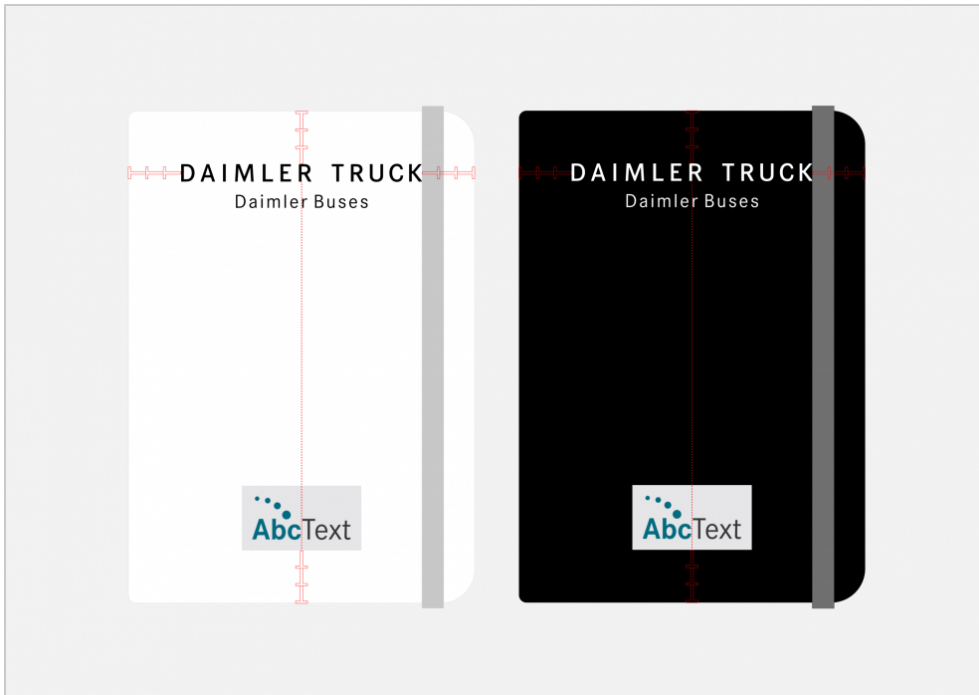 DAIMLER TRUCK
Daimler Buses
AbcText
DAIMLER TRUCK
Daimler Buses
AbcText